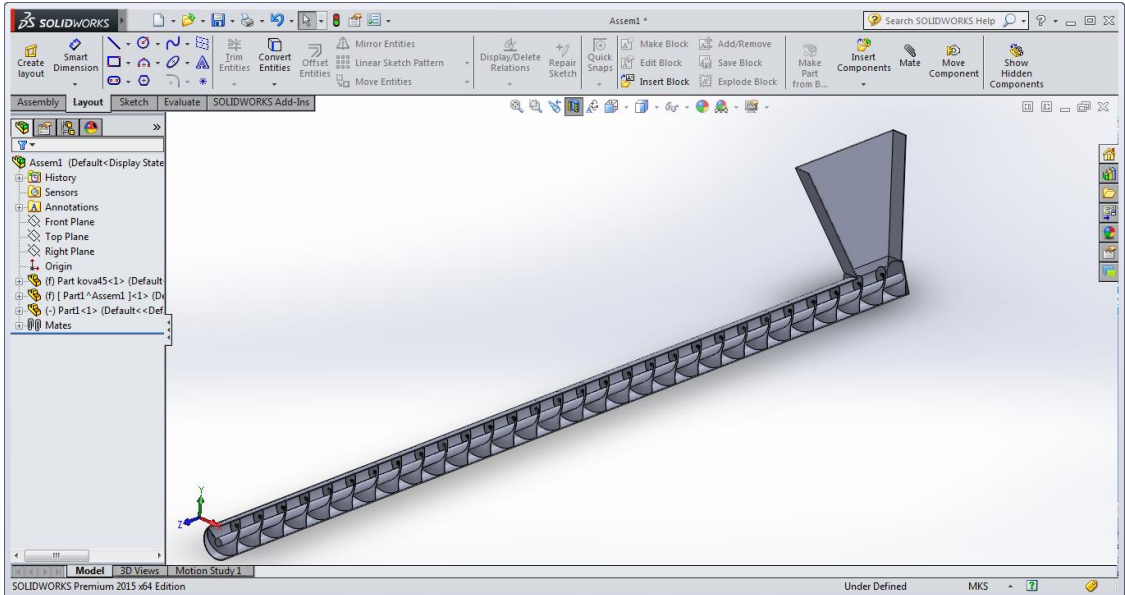 SOLIDWORKS
Assem1 *
Search SOLIDWORKS Help
Create layout
Smart Dimension
Trim Entities
Convert Entities
Offset Entities
Mirror Entities
Linear Sketch Pattern
Move Entities
Display/Delete Relations
Repair Sketch
Quick Snaps
Make Block
Edit Block
Insert Block
Add/Remove
Save Block
Explode Block
Make Part from B...
Insert Components
Mate
Move Component
Show Hidden Components
Assembly Layout Sketch Evaluate SOLIDWORKS Add-Ins
Assem1 (Default<Display State
History
Sensors
Annotations
Front Plane
Top Plane
Right Plane
Origin
(f) Part kova45<1> (Default
(f) [ Part1^Assem1 ]<1> (De
(-) Part1<1> (Default<<Def
Mates
Y
Z
Model 3D Views Motion Study 1
SOLIDWORKS Premium 2015 x64 Edition
Under Defined
MKS